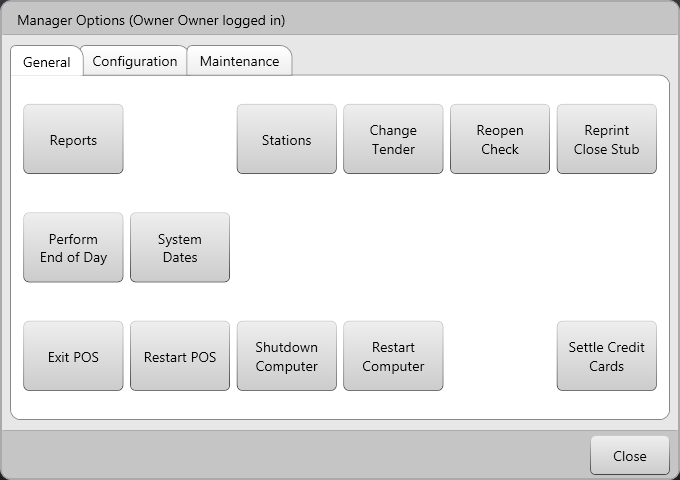 Manager Options (Owner Owner logged in)
General
Configuration
Maintenance
Reports
Stations
Change
Tender
Reopen
Check
Reprint
Close Stub
Perform
End of Day
System
Dates
Exit POS
Restart POS
Shutdown
Computer
Restart
Computer
Settle Credit
Cards
Close